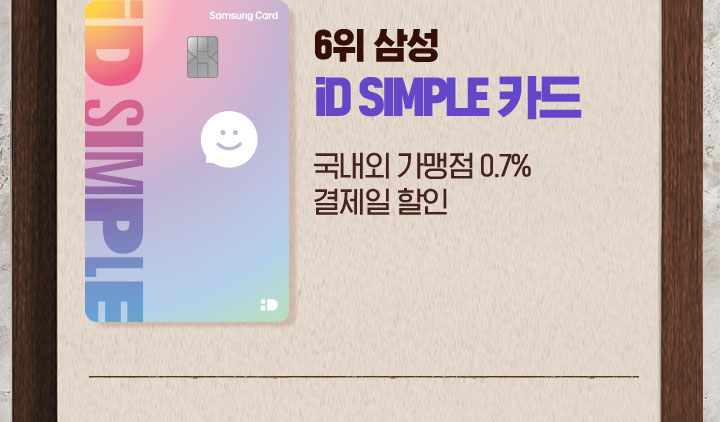 Samsung Card
iD SIMPLE
iD
6위 삼성
iD SIMPLE 카드
국내외 가맹점 0.7%
결제일 할인